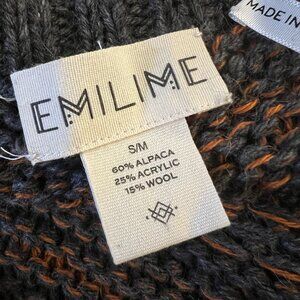 EMILIME
S/M
60% ALPACA
25% ACRYLIC
15% WOOL
MADE IN